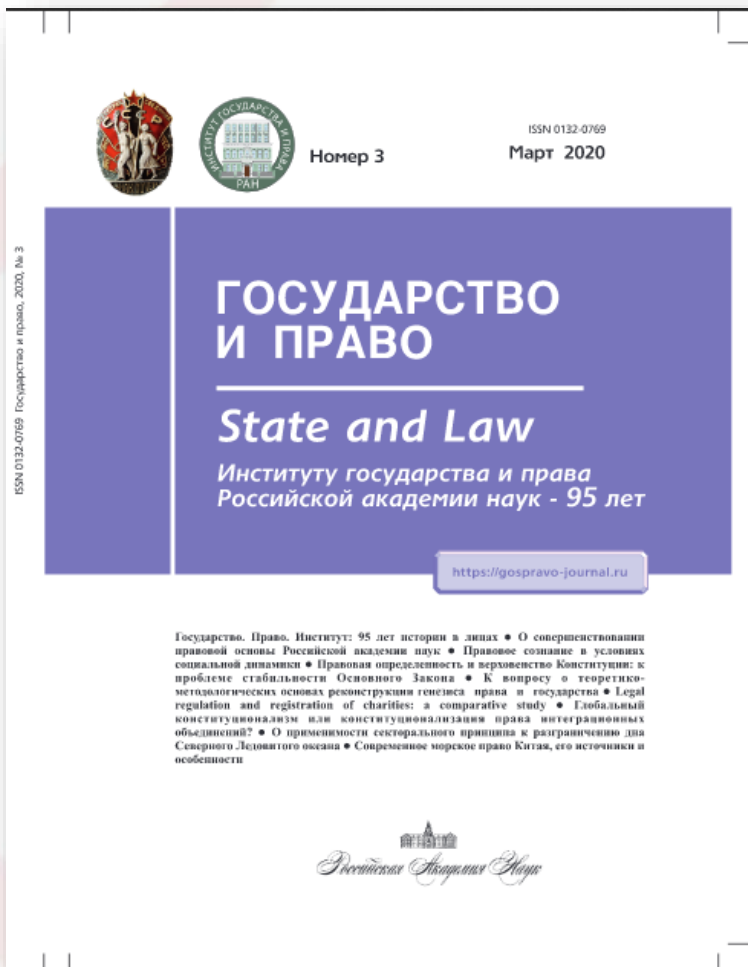 СССР
ИНСТИТУТ ГОСУДАРСТВА И ПРАВА
РАН
Номер 3
ISSN 0132-0769
Март 2020
ISSN 0132-0769 Государство и право, 2020, № 3
ГОСУДАРСТВО
И ПРАВО
State and Law
Институту государства и права
Российской академии наук - 95 лет
https://gospravo-journal.ru
Государство. Право. Институт: 95 лет истории в лицах ● О совершенствовании
правовой основы Российской академии наук ● Правовое сознание в условиях
социальной динамики ● Правовая определенность и верховенство Конституции: к
проблеме стабильности Основного Закона ● К вопросу о теоретико-
методологических основах реконструкции генезиса права и государства ● Legal
regulation and registration of charities: a comparative study ● Глобальный
конституционализм или конституционализация права интеграционных
объединений? ● О применимости секторального принципа к разграничению дна
Северного Ледовитого океана ● Современное морское право Китая, его источники и
особенности
Российская Академия Наук